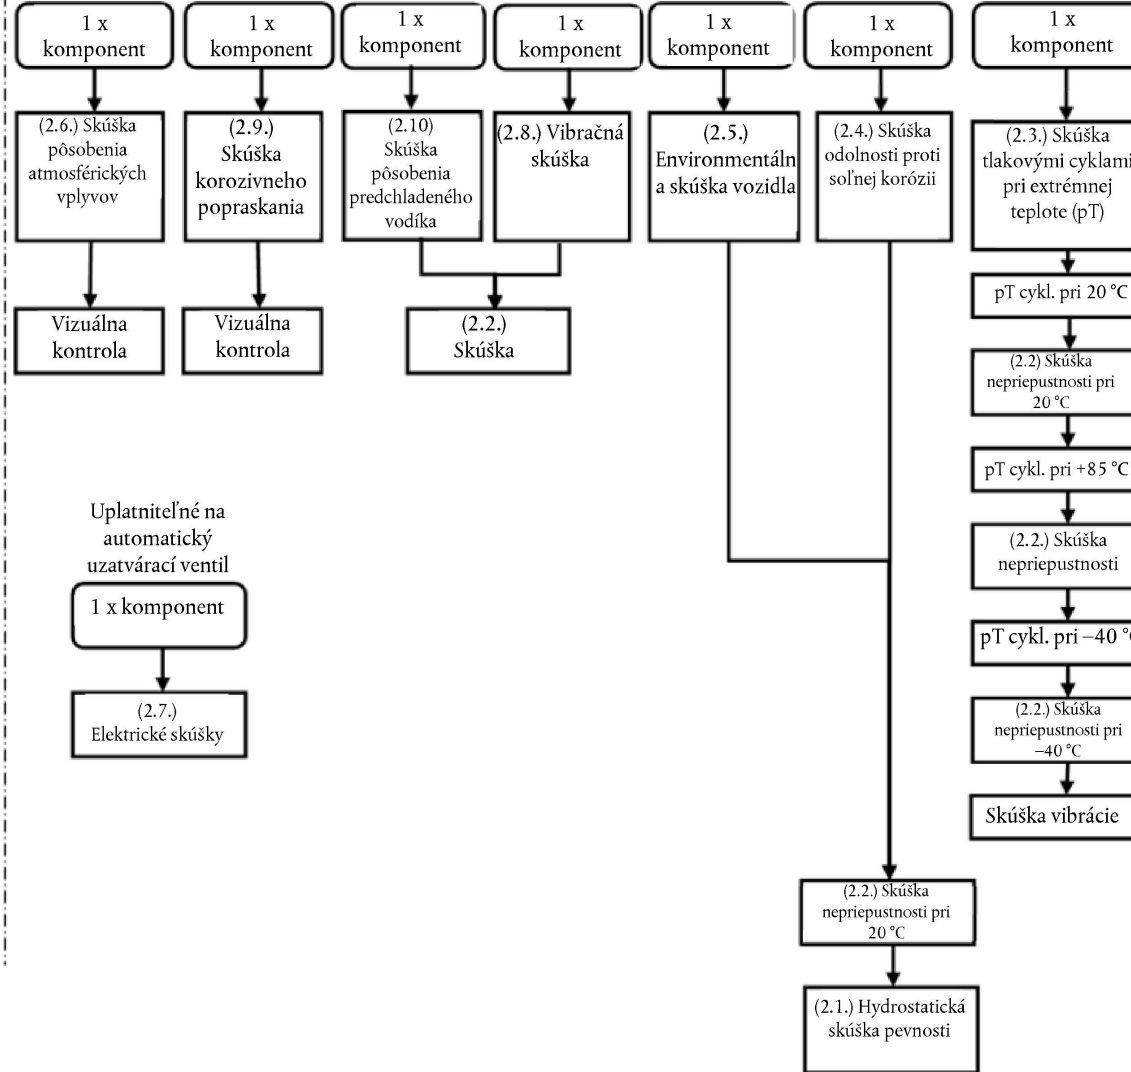 1 x
komponent
1 x
komponent
1 x
komponent
1 x
komponent
1 x
komponent
1 x
komponent
1 x
komponent
(2.6.) Skúška
pôsobenia
atmosférických
vplyvov
(2.9.)
Skúška
korozivneho
popraskania
(2.10)
Skúška
pôsobenia
predchladeného
vodíka
(2.8.) Vibračná
skúška
(2.5.)
Environmentáln
a skúška vozidla
(2.4.) Skúška
odolnosti proti
soľnej korózii
(2.3.) Skúška
tlakovými cyklami
pri extrémnej
teplote (pT)
Vizuálna
kontrola
Vizuálna
kontrola
(2.2.)
Skúška
pT cykl. pri 20 °C
(2.2) Skúška
nepriepustnosti pri
20 °C
pT cykl. pri +85 °C
(2.2.) Skúška
nepriepustnosti
pT cykl. pri −40 °C
(2.2.) Skúška
nepriepustnosti pri
−40 °C
Skúška vibrácie
Uplatniteľné na
automatický
uzatvárací ventil
1 x komponent
(2.7.)
Elektrické skúšky
(2.2.) Skúška
nepriepustnosti pri
20 °C
(2.1.) Hydrostatická
skúška pevnosti